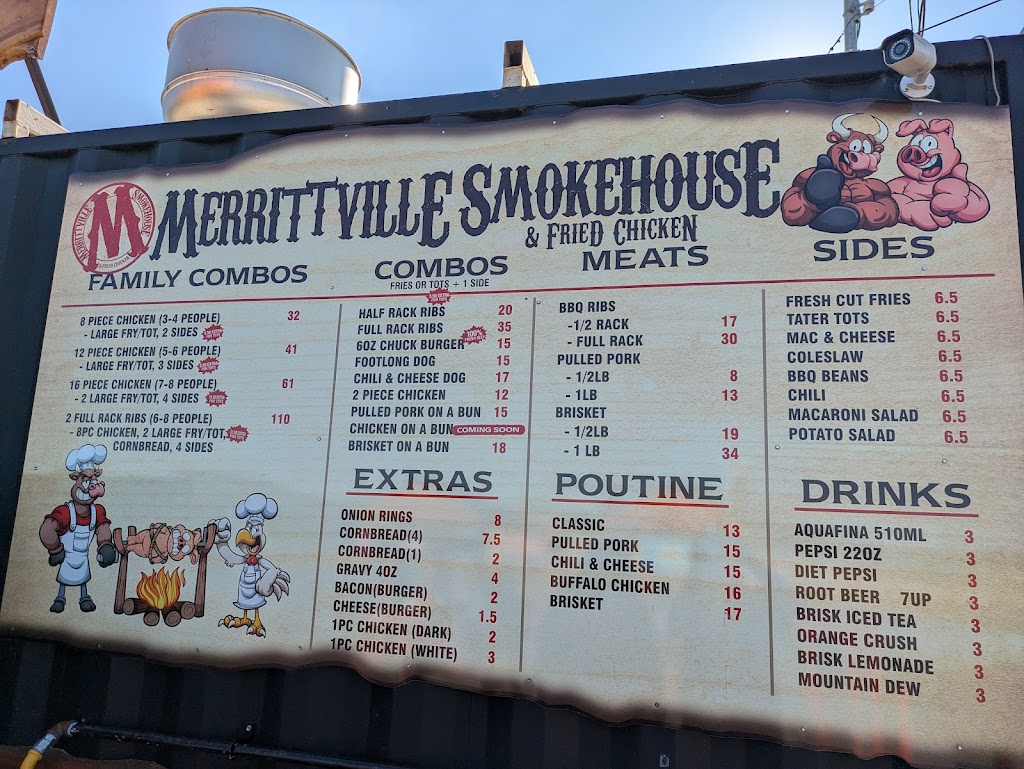 MERRITTVILLE SMOKEHOUSE
& FRIED CHICKEN
M
MERRITTVILLE SMOKEHOUSE
& FRIED CHICKEN
FAMILY COMBOS
8 PIECE CHICKEN (3-4 PEOPLE) 32
- LARGE FRY/TOT, 2 SIDES
12 PIECE CHICKEN (5-6 PEOPLE) 41
- LARGE FRY/TOT, 3 SIDES
16 PIECE CHICKEN (7-8 PEOPLE) 61
- 2 LARGE FRY/TOT, 4 SIDES
2 FULL RACK RIBS (6-8 PEOPLE) 110
- 8PC CHICKEN, 2 LARGE FRY/TOT,
CORNBREAD, 4 SIDES
COMBOS
FRIES OR TOTS + 1 SIDE
HALF RACK RIBS 20
FULL RACK RIBS 35
6OZ CHUCK BURGER 15
FOOTLONG DOG 15
CHILI & CHEESE DOG 17
2 PIECE CHICKEN 12
PULLED PORK ON A BUN 15
CHICKEN ON A BUN COMING SOON
BRISKET ON A BUN 18
EXTRAS
ONION RINGS 8
CORNBREAD(4) 7.5
CORNBREAD(1) 2
GRAVY 4OZ 4
BACON(BURGER) 2
CHEESE(BURGER) 1.5
1PC CHICKEN (DARK) 2
1PC CHICKEN (WHITE) 3
MEATS
BBQ RIBS
-1/2 RACK 17
- FULL RACK 30
PULLED PORK
- 1/2LB 8
- 1LB 13
BRISKET
- 1/2LB 19
- 1 LB 34
POUTINE
CLASSIC 13
PULLED PORK 15
CHILI & CHEESE 15
BUFFALO CHICKEN 16
BRISKET 17
SIDES
FRESH CUT FRIES 6.5
TATER TOTS 6.5
MAC & CHEESE 6.5
COLESLAW 6.5
BBQ BEANS 6.5
CHILI 6.5
MACARONI SALAD 6.5
POTATO SALAD 6.5
DRINKS
AQUAFINA 510ML 3
PEPSI 22OZ 3
DIET PEPSI 3
ROOT BEER 7UP 3
BRISK ICED TEA 3
ORANGE CRUSH 3
BRISK LEMONADE 3
MOUNTAIN DEW 3